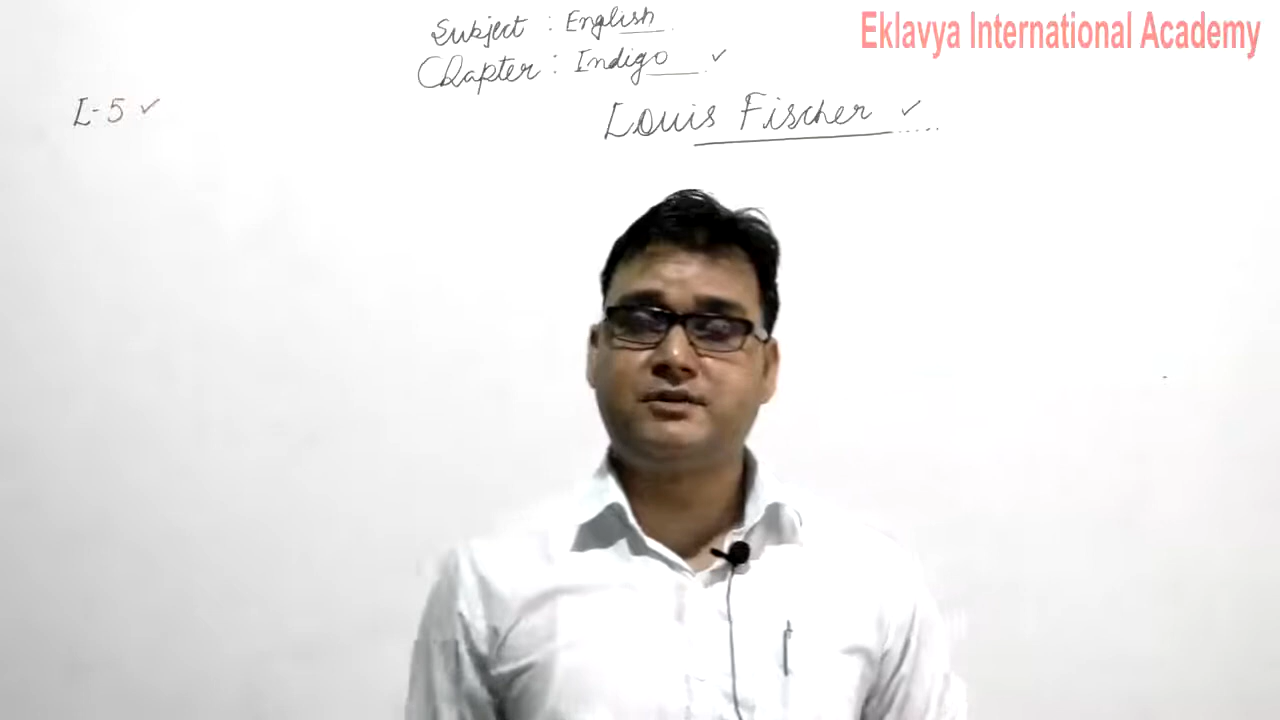 Subject : English
Eklavya International Academy
Chapter : Indigo ✓
L-5 ✓
Louis Fischer ✓